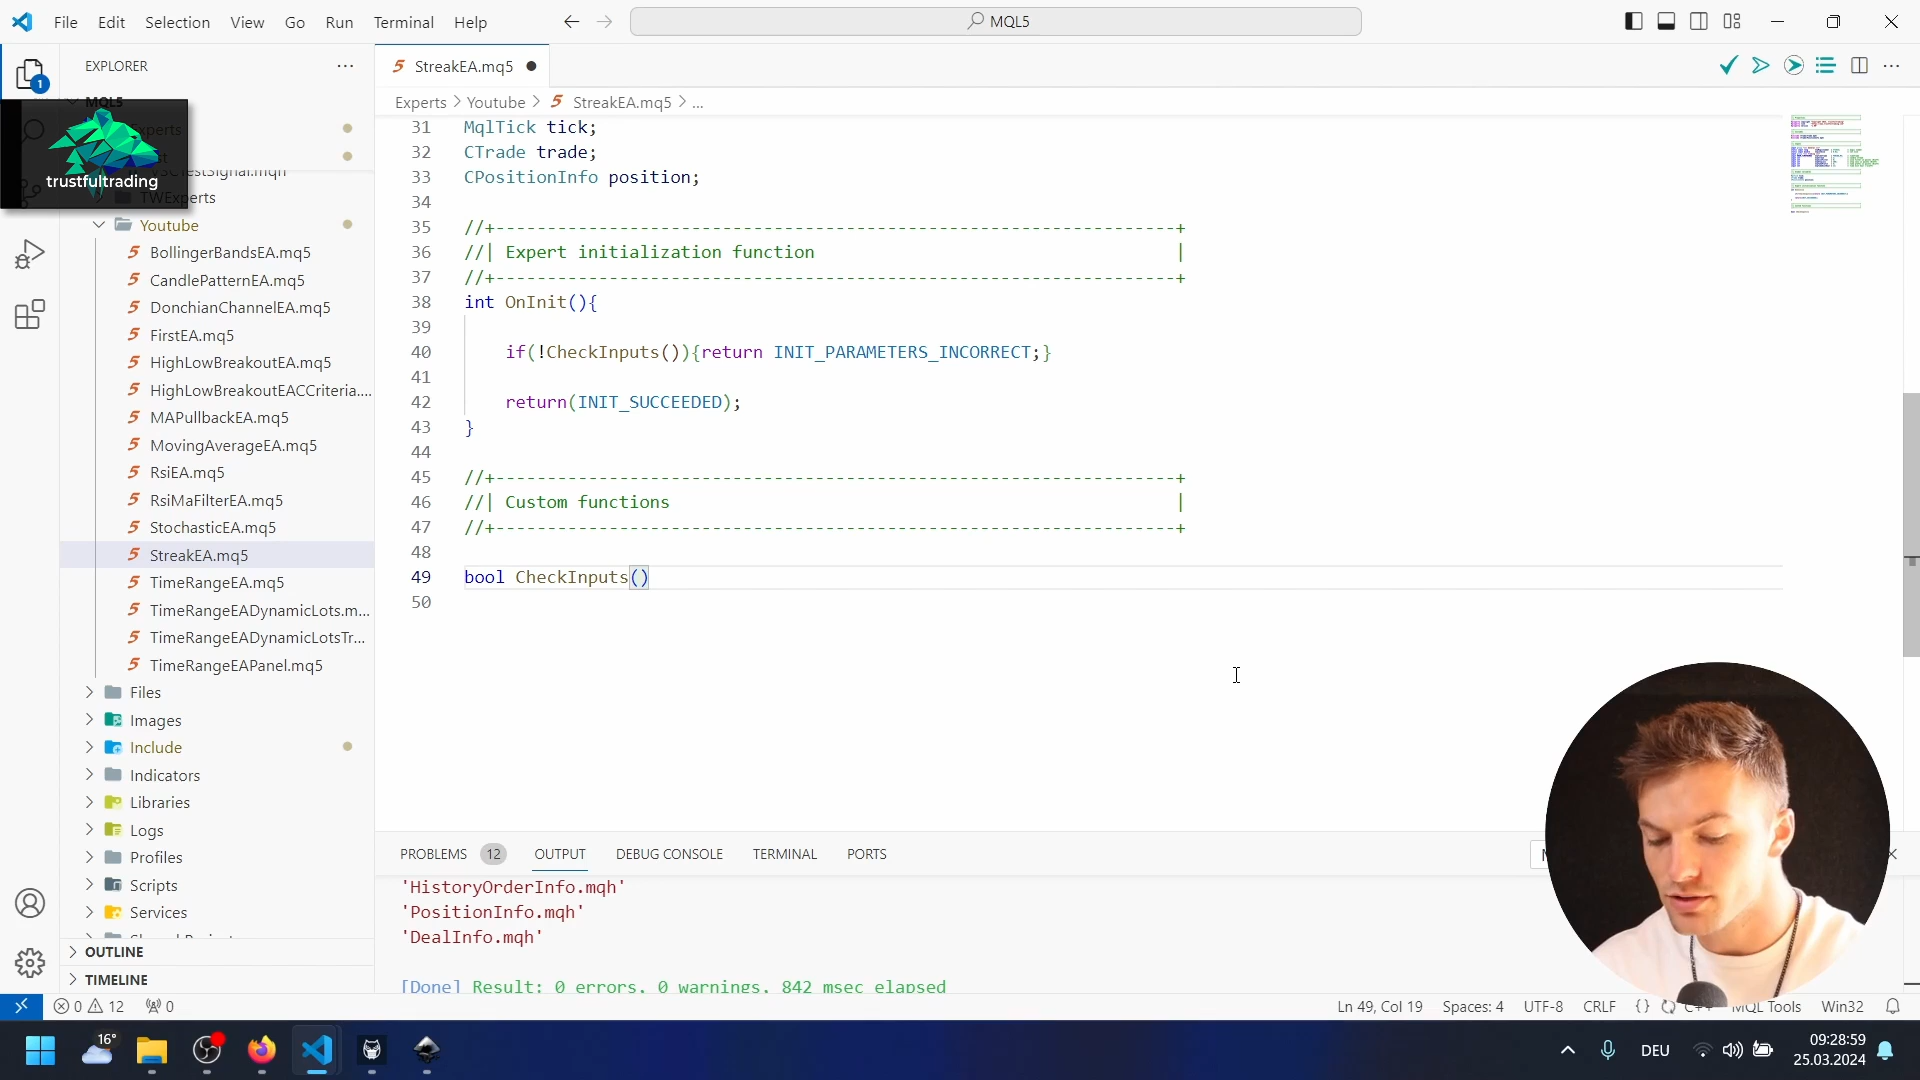 File Edit Selection View Go Run Terminal Help
MQL5
EXPLORER
StreakEA.mq5
Experts > Youtube > StreakEA.mq5 > ...
MQL5
Experts
trustfultrading
TWExperts
Youtube
BollingerBandsEA.mq5
CandlePatternEA.mq5
DonchianChannelEA.mq5
FirstEA.mq5
HighLowBreakoutEA.mq5
HighLowBreakoutEACCriteria....
MAPullbackEA.mq5
MovingAverageEA.mq5
RsiEA.mq5
RsiMaFilterEA.mq5
StochasticEA.mq5
StreakEA.mq5
TimeRangeEA.mq5
TimeRangeEADynamicLots.m...
TimeRangeEADynamicLotsTr...
TimeRangeEAPanel.mq5
Files
Images
Include
Indicators
Libraries
Logs
Profiles
Scripts
Services
OUTLINE
TIMELINE
31 MqlTick tick;
32 CTrade trade;
33 CPositionInfo position;
34
35 //+------------------------------------------------------------------+
36 //| Expert initialization function |
37 //+------------------------------------------------------------------+
38 int OnInit(){
39
40 if(!CheckInputs()){return INIT_PARAMETERS_INCORRECT;}
41
42 return(INIT_SUCCEEDED);
43 }
44
45 //+------------------------------------------------------------------+
46 //| Custom functions |
47 //+------------------------------------------------------------------+
48
49 bool CheckInputs()
50
PROBLEMS 12 OUTPUT DEBUG CONSOLE TERMINAL PORTS
'HistoryOrderInfo.mqh'
'PositionInfo.mqh'
'DealInfo.mqh'
[Done] Result: 0 errors, 0 warnings, 842 msec elapsed
0 12 0
Ln 49, Col 19 Spaces: 4 UTF-8 CRLF {} C++ MQL Tools Win32
1
16°
DEU
09:28:59
25.03.2024